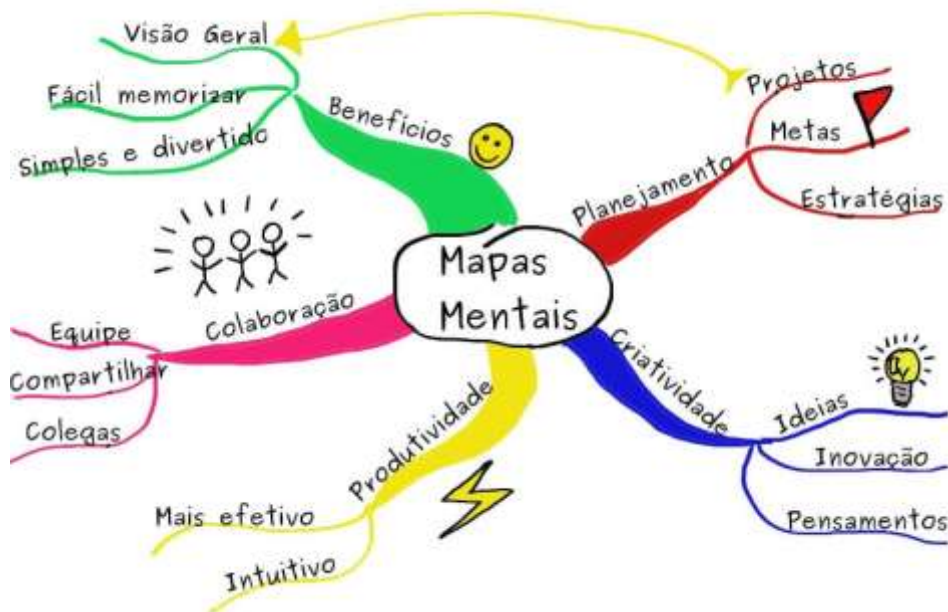 Visão Geral
Fácil memorizar
Simples e divertido
Benefícios
Projetos
Metas
Estratégias
Planejamento
Mapas
Mentais
Colaboração
Equipe
Compartilhar
Colegas
Criatividade
Ideias
Inovação
Pensamentos
Produtividade
Mais efetivo
Intuitivo